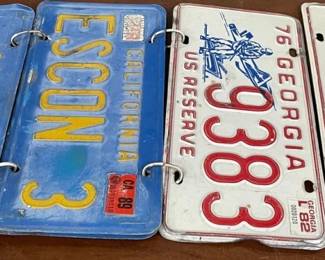 CALIFORNIA
ESCON 3
CA 89
76 GEORGIA
9383
US RESERVE
GEORGIA
L 82